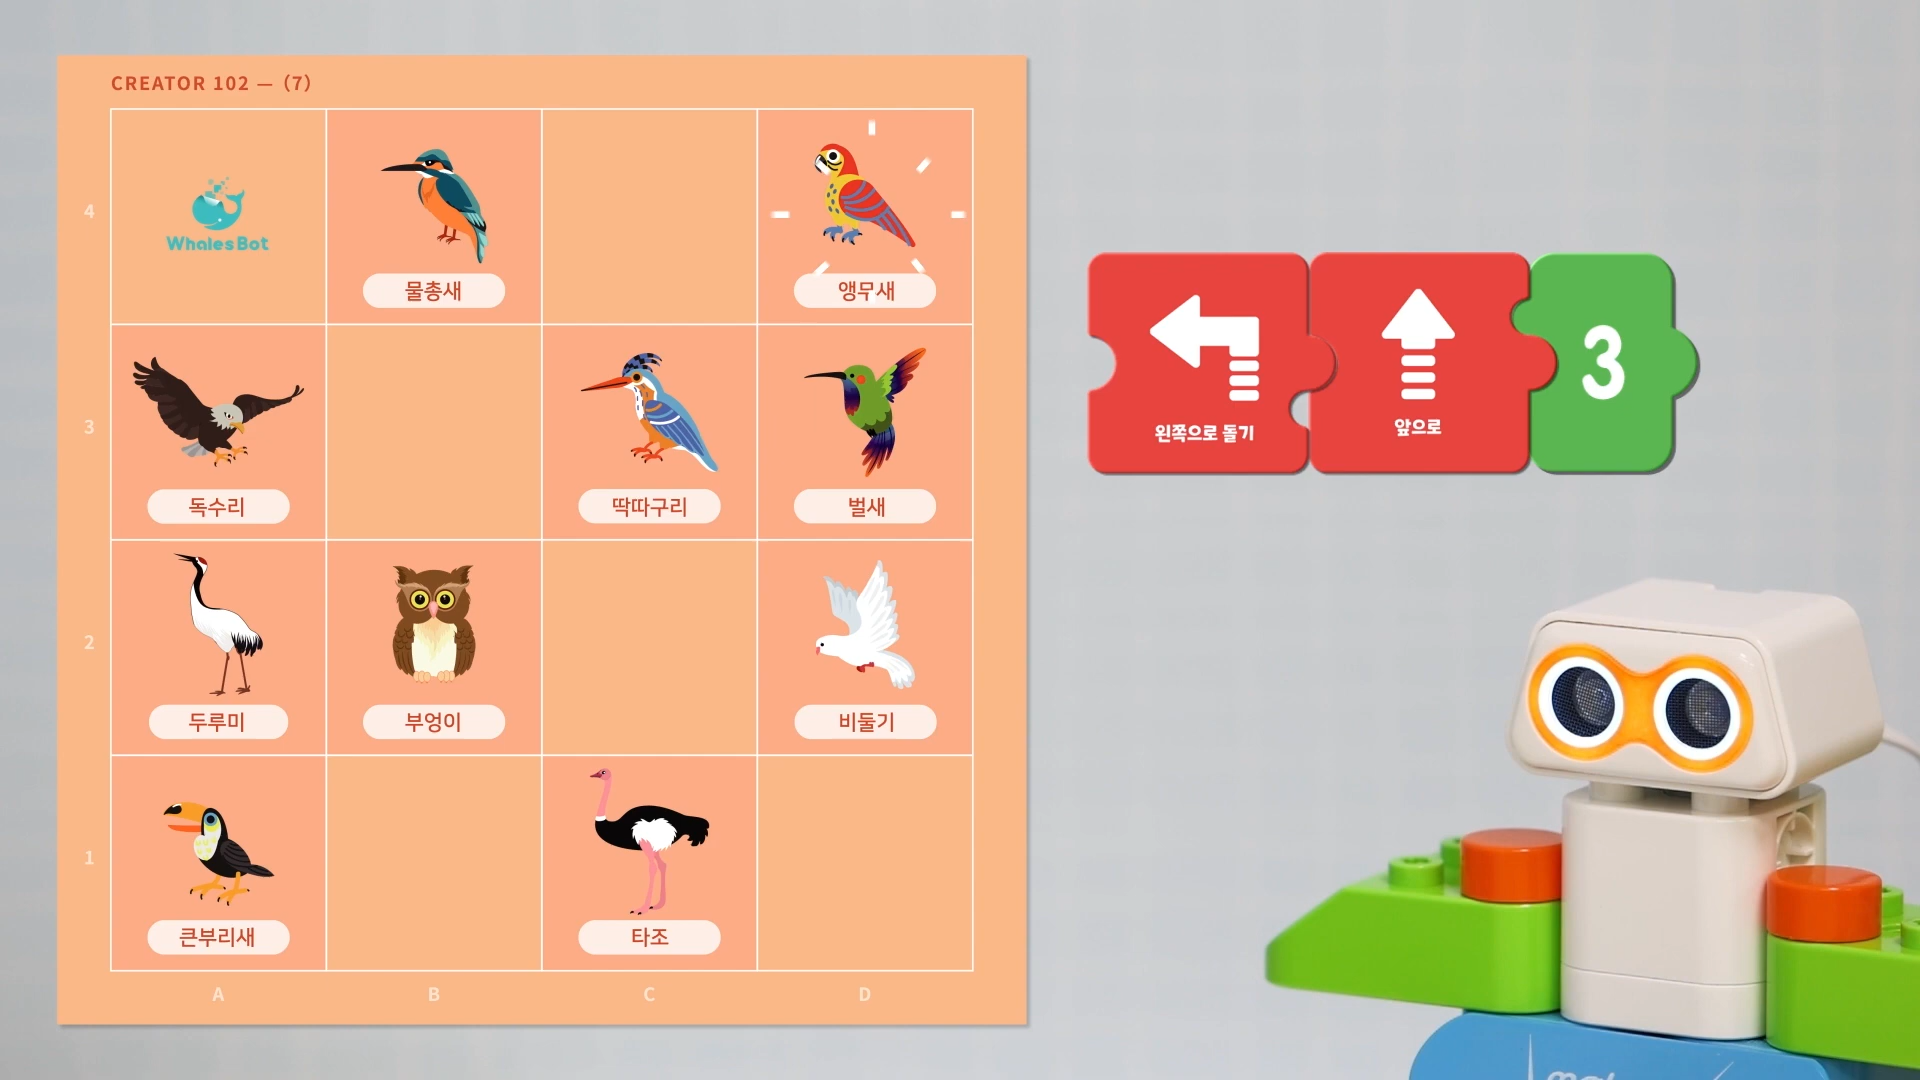 CREATOR 102 — (7)
4
WhalesBot
물총새
앵무새
3
독수리
딱따구리
벌새
2
두루미
부엉이
비둘기
1
큰부리새
타조
A B C D
왼쪽으로 돌기
앞으로
3